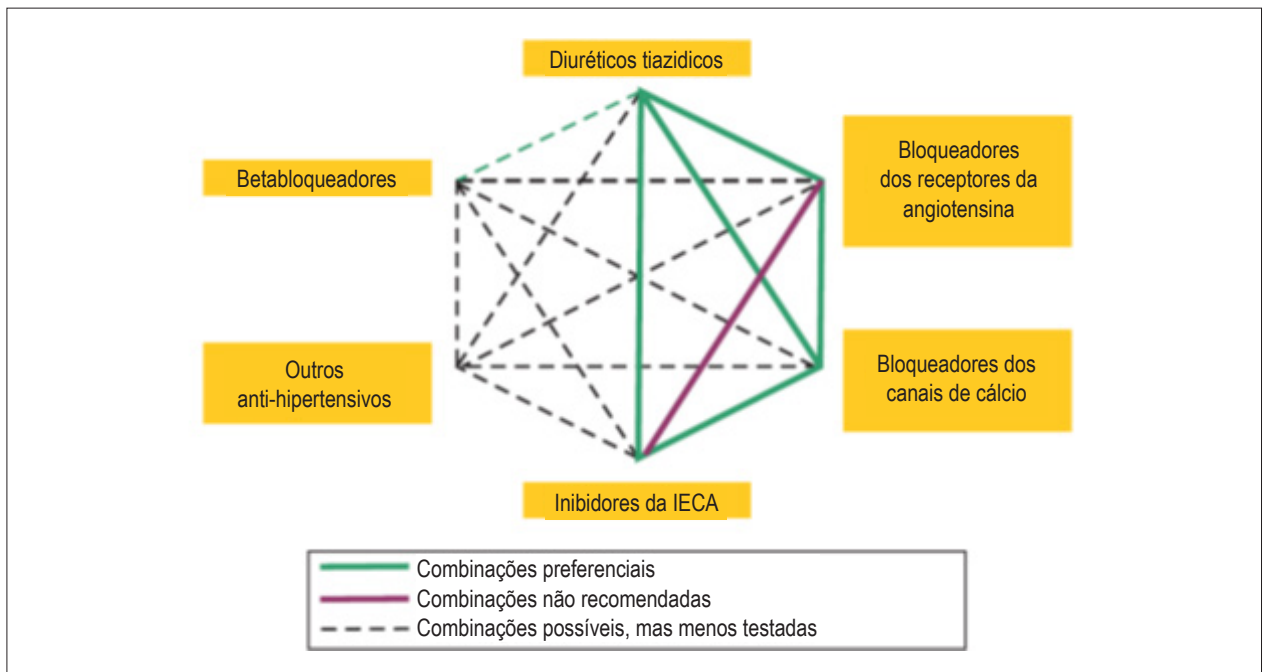 Diuréticos tiazidicos
Betabloqueadores
Bloqueadores
dos receptores da
angiotensina
Outros
anti-hipertensivos
Bloqueadores dos
canais de cálcio
Inibidores da IECA
Combinações preferenciais
Combinações não recomendadas
Combinações possíveis, mas menos testadas